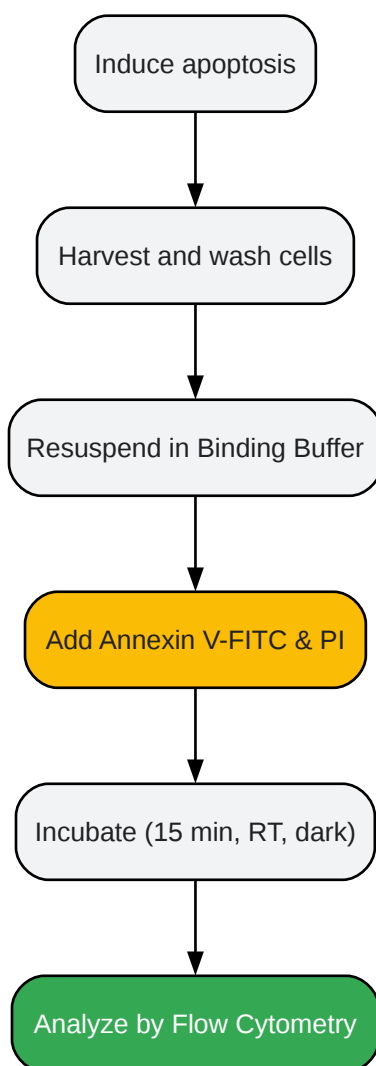 Induce apoptosis
Harvest and wash cells
Resuspend in Binding Buffer
Add Annexin V-FITC & PI
Incubate (15 min, RT, dark)
Analyze by Flow Cytometry